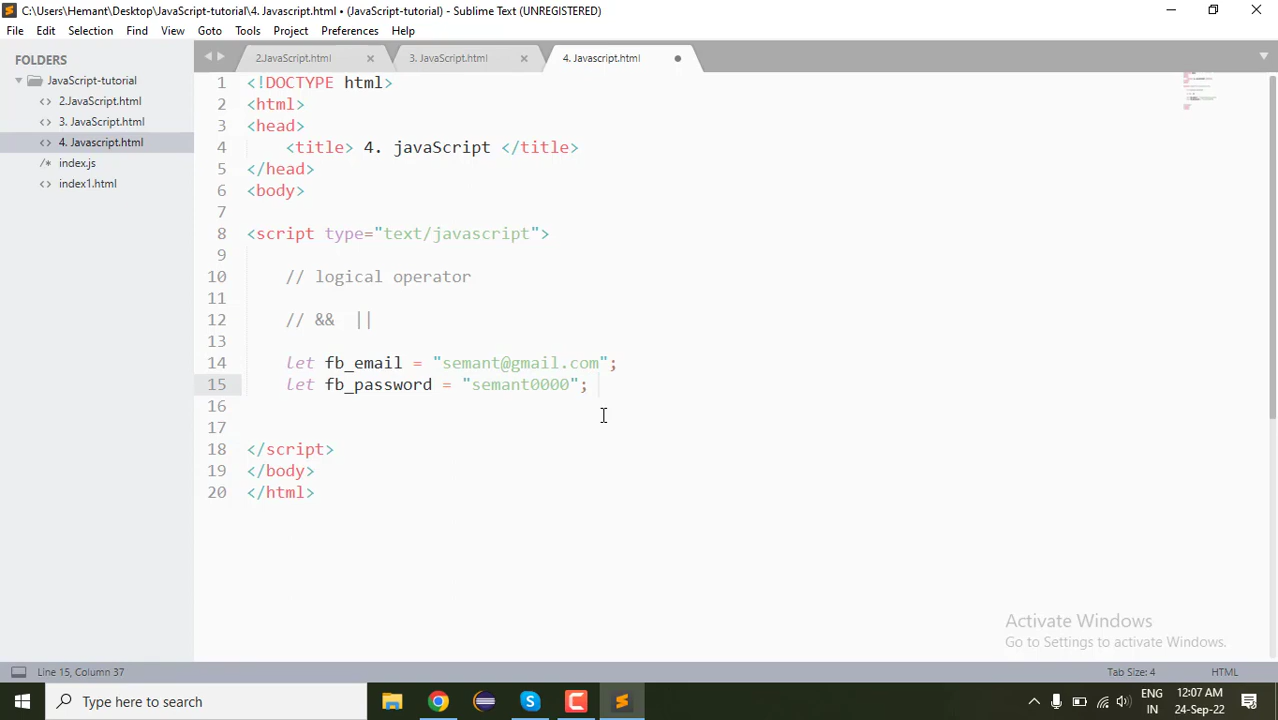 C:\Users\Hemant\Desktop\JavaScript-tutorial\4. Javascript.html • (JavaScript-tutorial) - Sublime Text (UNREGISTERED)
File Edit Selection Find View Goto Tools Project Preferences Help
FOLDERS
JavaScript-tutorial
2.JavaScript.html
3. JavaScript.html
4. Javascript.html
index.js
index1.html
2.JavaScript.html 3. JavaScript.html 4. Javascript.html
1 <!DOCTYPE html>
2 <html>
3 <head>
4 <title> 4. javaScript </title>
5 </head>
6 <body>
7
8 <script type="text/javascript">
9
10 // logical operator
11
12 // && ||
13
14 let fb_email = "semant@gmail.com";
15 let fb_password = "semant0000";
16
17
18 </script>
19 </body>
20 </html>
Activate Windows
Go to Settings to activate Windows.
Line 15, Column 37 Tab Size: 4 HTML
Type here to search
ENG
IN
12:07 AM
24-Sep-22